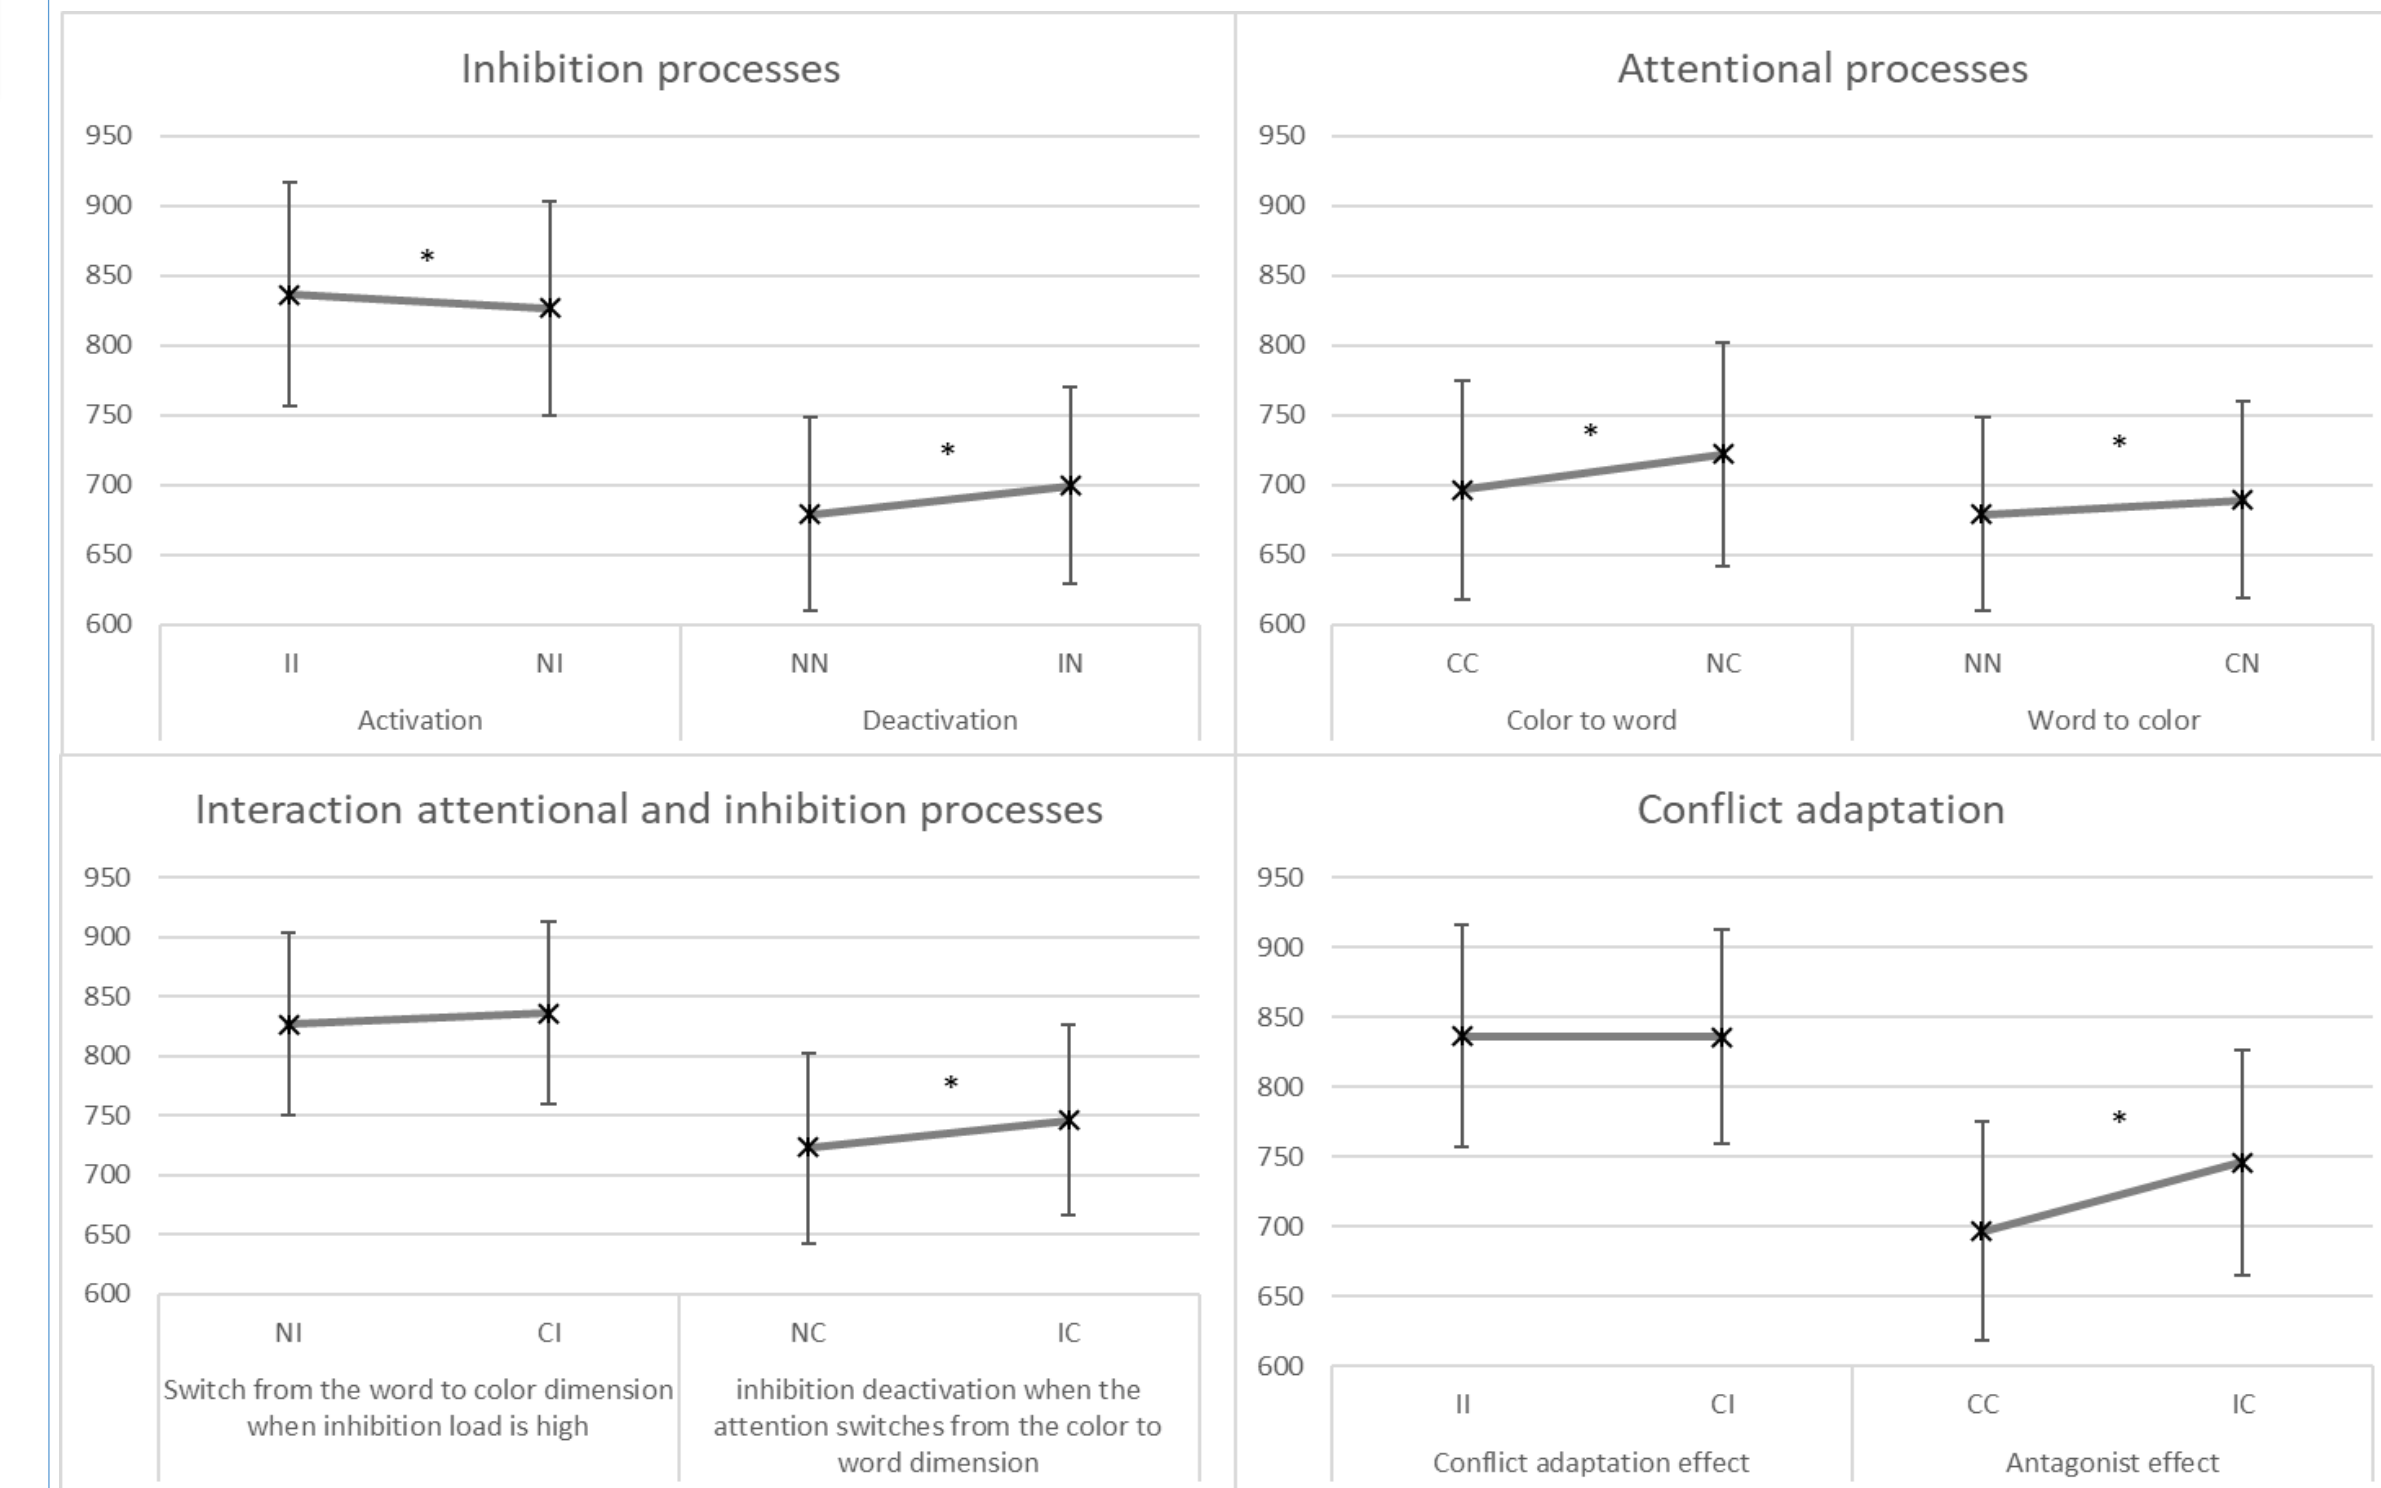 Inhibition processes
950
900
850
800
750
700
650
600
*
*
II NI NN IN
Activation Deactivation
Attentional processes
950
900
850
800
750
700
650
600
*
*
CC NC NN CN
Color to word Word to color
Interaction attentional and inhibition processes
950
900
850
800
750
700
650
600
*
NI CI NC IC
Switch from the word to color dimension
when inhibition load is high
inhibition deactivation when the
attention switches from the color to
word dimension
Conflict adaptation
950
900
850
800
750
700
650
600
*
II CI CC IC
Conflict adaptation effect Antagonist effect